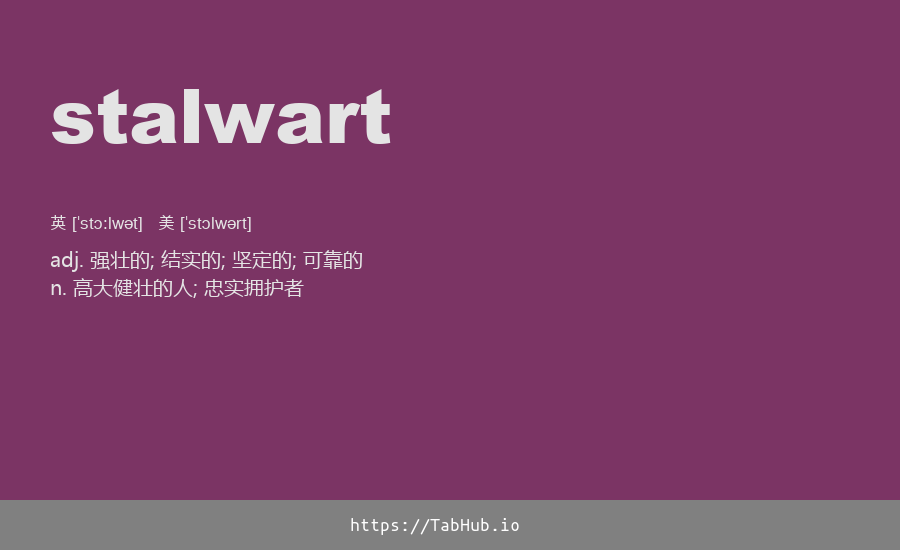 stalwart
英 [ˈstɔːlwət]   美 [ˈstɔlwərt]
adj. 强壮的; 结实的; 坚定的; 可靠的
n. 高大健壮的人; 忠实拥护者
https://TabHub.io